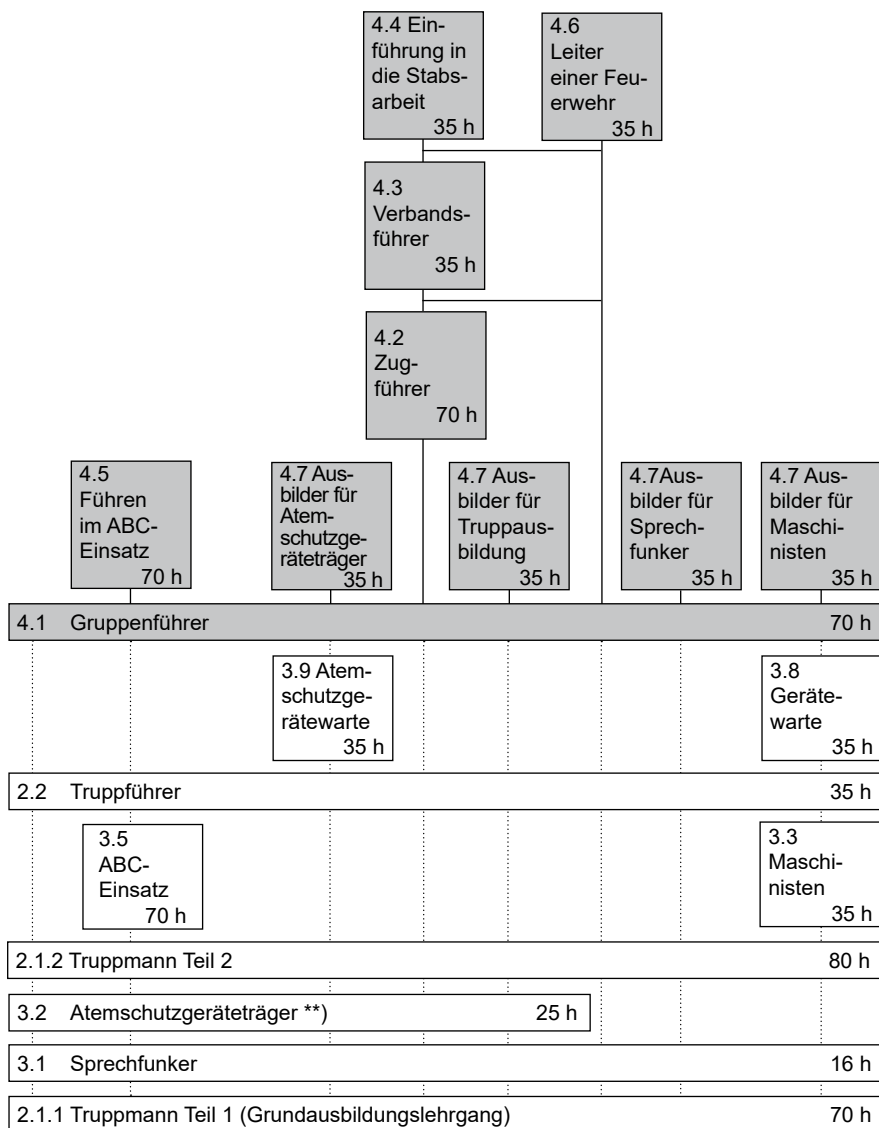 4.4 Ein-
führung in
die Stabs-
arbeit
35 h
4.6
Leiter
einer Feu-
erwehr
35 h
4.3
Verbands-
führer
35 h
4.2
Zug-
führer
70 h
4.5
Führen
im ABC-
Einsatz
70 h
4.7 Aus-
bilder für
Atem-
schutzge-
räteträger
35 h
4.7 Aus-
bilder für
Truppaus-
bildung
35 h
4.7Aus-
bilder für
Sprech-
funker
35 h
4.7 Aus-
bilder für
Maschi-
nisten
35 h
4.1 Gruppenführer 70 h
3.9 Atem-
schutzge-
rätewarte
35 h
3.8
Geräte-
warte
35 h
2.2 Truppführer 35 h
3.5
ABC-
Einsatz
70 h
3.3
Maschi-
nisten
35 h
2.1.2 Truppmann Teil 2 80 h
3.2 Atemschutzgeräteträger **) 25 h
3.1 Sprechfunker 16 h
2.1.1 Truppmann Teil 1 (Grundausbildungslehrgang) 70 h